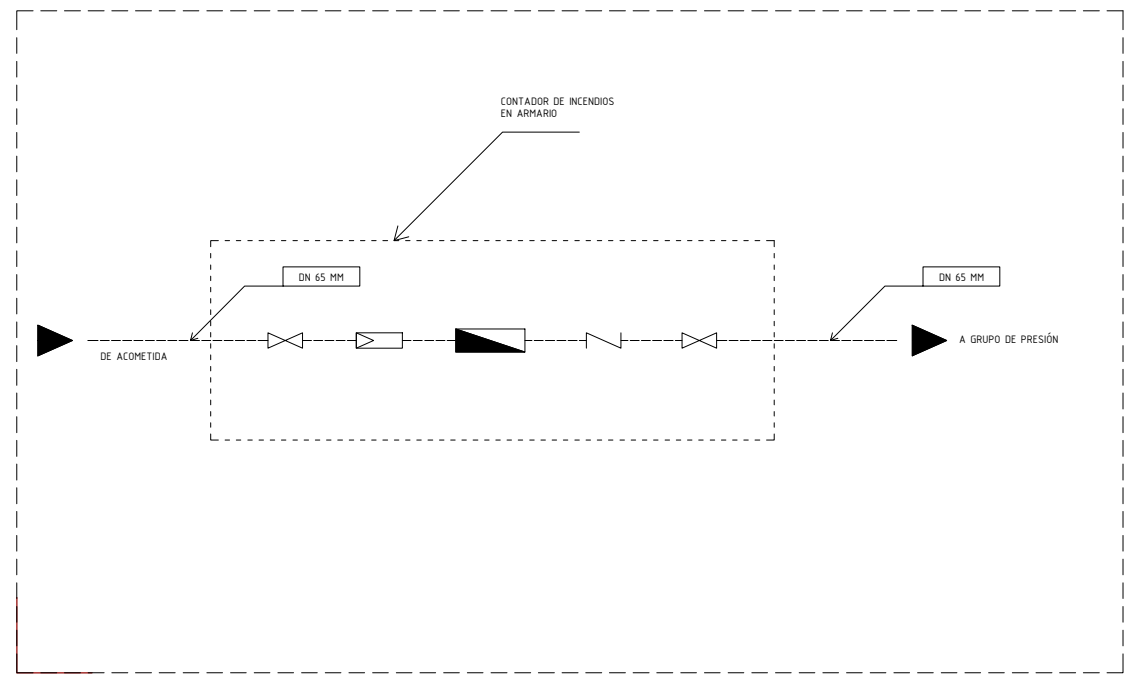 CONTADOR DE INCENDIOS
EN ARMARIO
DN 65 MM
DN 65 MM
DE ACOMETIDA
A GRUPO DE PRESIÓN